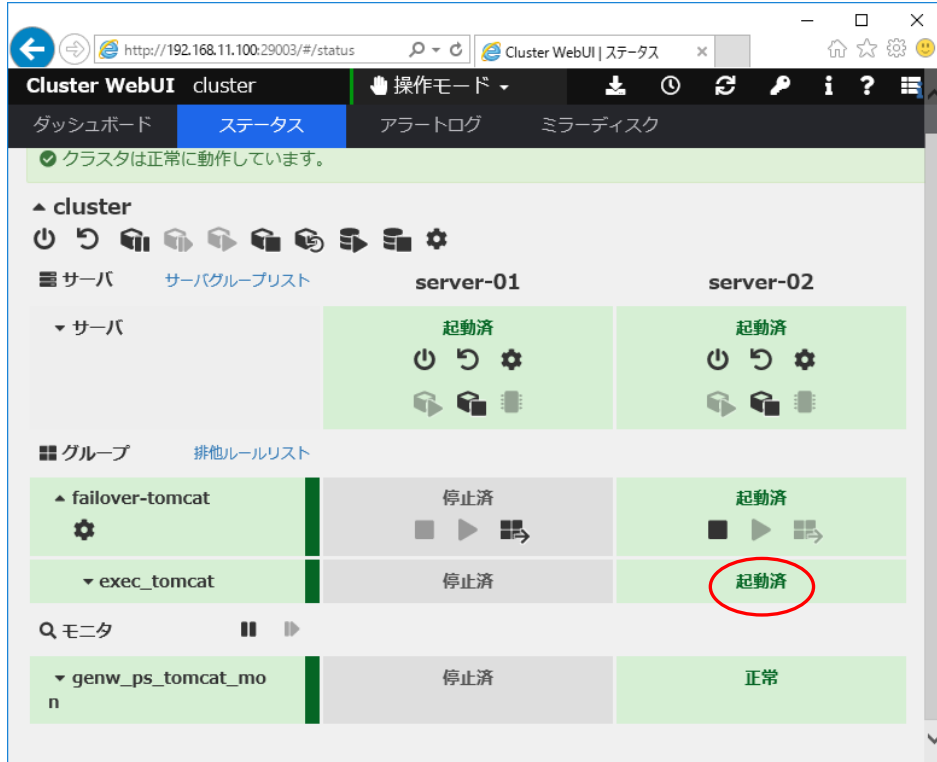 http://192.168.11.100:29003/#/status
Cluster WebUI | ステータス
Cluster WebUI cluster 操作モード
ダッシュボード ステータス アラートログ ミラーディスク
クラスタは正常に動作しています。
cluster
サーバ サーバグループリスト server-01 server-02
サーバ 起動済 起動済
グループ 排他ルールリスト
failover-tomcat 停止済 起動済
exec_tomcat 停止済 起動済
モニタ
genw_ps_tomcat_mo 停止済 正常
n